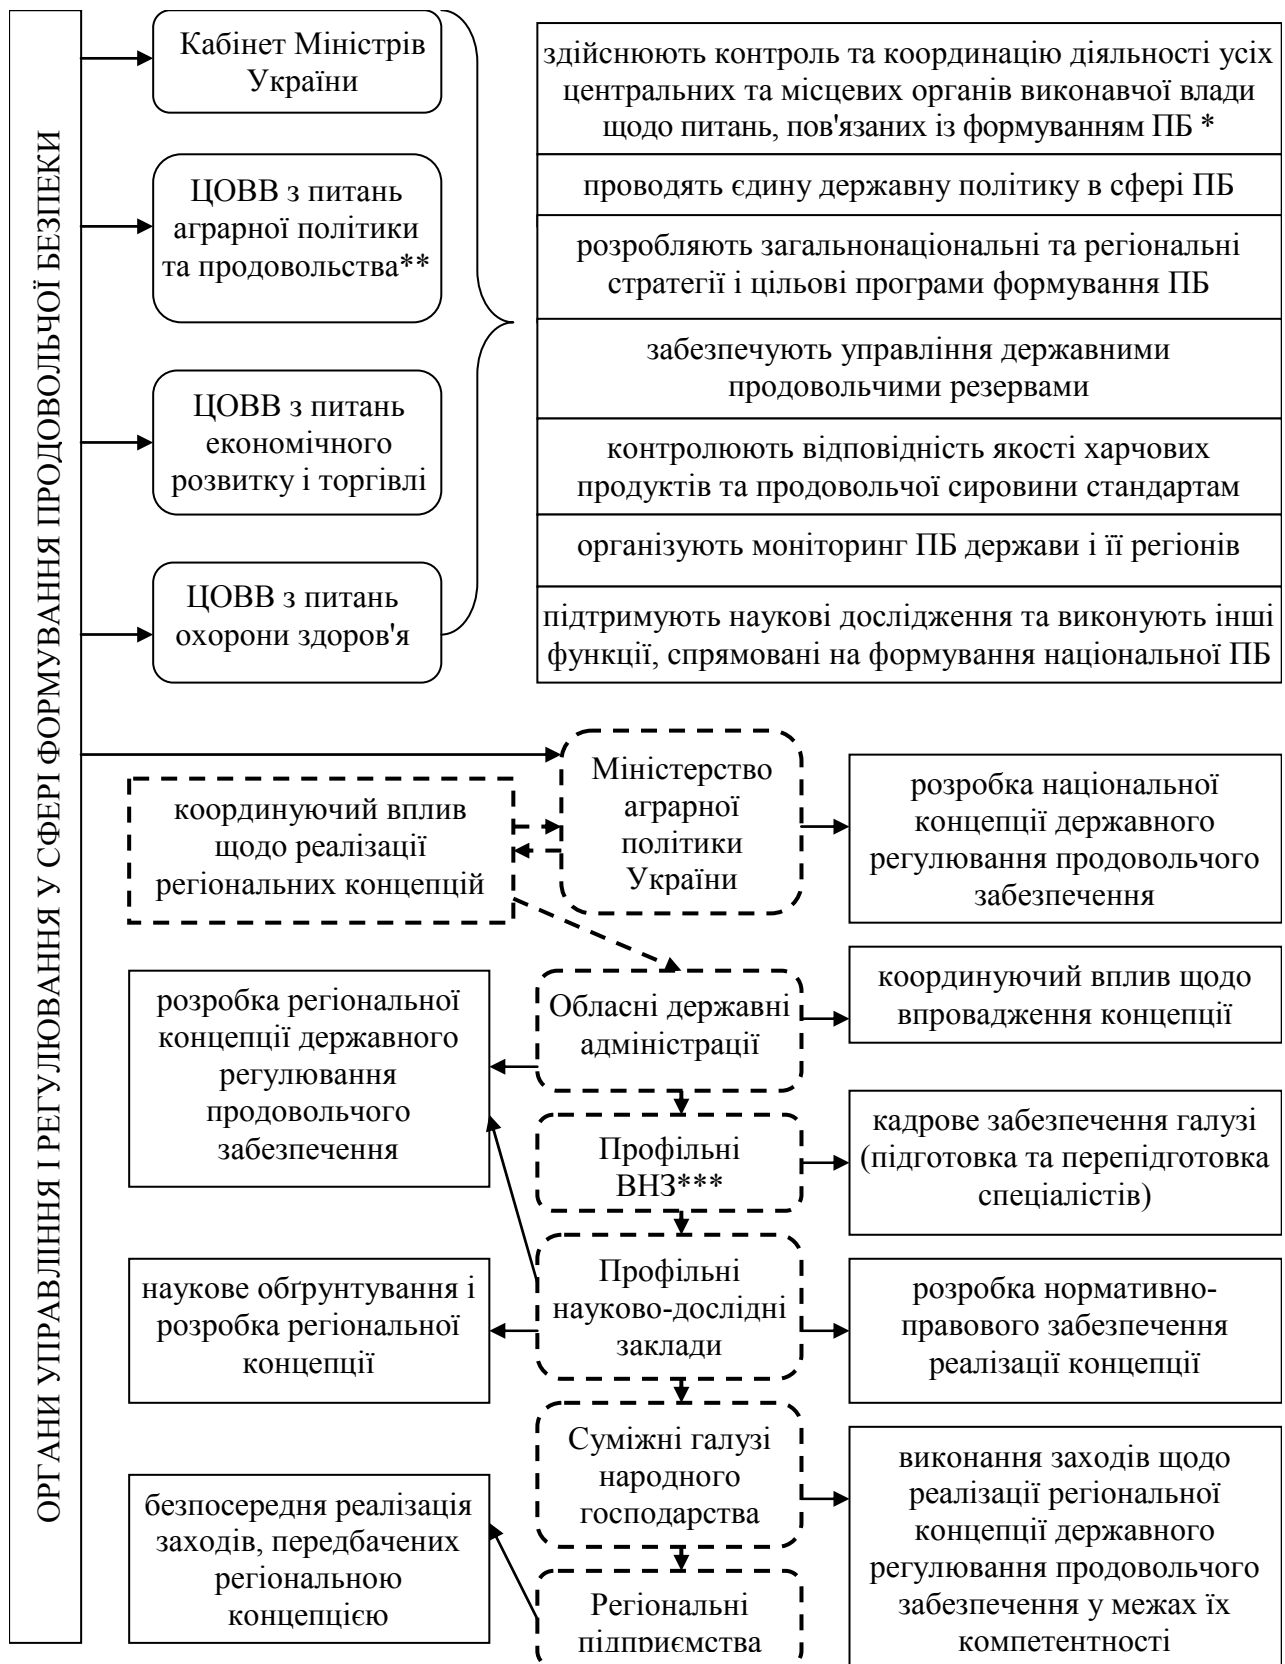 ОРГАНИ УПРАВЛІННЯ І РЕГУЛЮВАННЯ У СФЕРІ ФОРМУВАННЯ ПРОДОВОЛЬЧОЇ БЕЗПЕКИ
Кабінет Міністрів
України
ЦОВВ з питань
аграрної політики
та продовольства**
ЦОВВ з питань
економічного
розвитку і торгівлі
ЦОВВ з питань
охорони здоров'я
здійснюють контроль та координацію діяльності усіх
центральних та місцевих органів виконавчої влади
щодо питань, пов'язаних із формуванням ПБ *
проводять єдину державну політику в сфері ПБ
розробляють загальнонаціональні та регіональні
стратегії і цільові програми формування ПБ
забезпечують управління державними
продовольчими резервами
контролюють відповідність якості харчових
продуктів та продовольчої сировини стандартам
організують моніторинг ПБ держави і її регіонів
підтримують наукові дослідження та виконують інші
функції, спрямовані на формування національної ПБ
координуючий вплив
щодо реалізації
регіональних концепцій
Міністерство
аграрної
політики
України
розробка національної
концепції державного
регулювання продовольчого
забезпечення
розробка регіональної
концепції державного
регулювання
продовольчого
забезпечення
Обласні державні
адміністрації
координуючий вплив щодо
впровадження концепції
Профільні
ВНЗ***
кадрове забезпечення галузі
(підготовка та перепідготовка
спеціалістів)
наукове обґрунтування і
розробка регіональної
концепції
Профільні
науково-дослідні
заклади
розробка нормативно-
правового забезпечення
реалізації концепції
Суміжні галузі
народного
господарства
виконання заходів щодо
реалізації регіональної
концепції державного
регулювання продовольчого
забезпечення у межах їх
компетентності
безпосередня реалізація
заходів, передбачених
регіональною
концепцією
Регіональні
підприємства